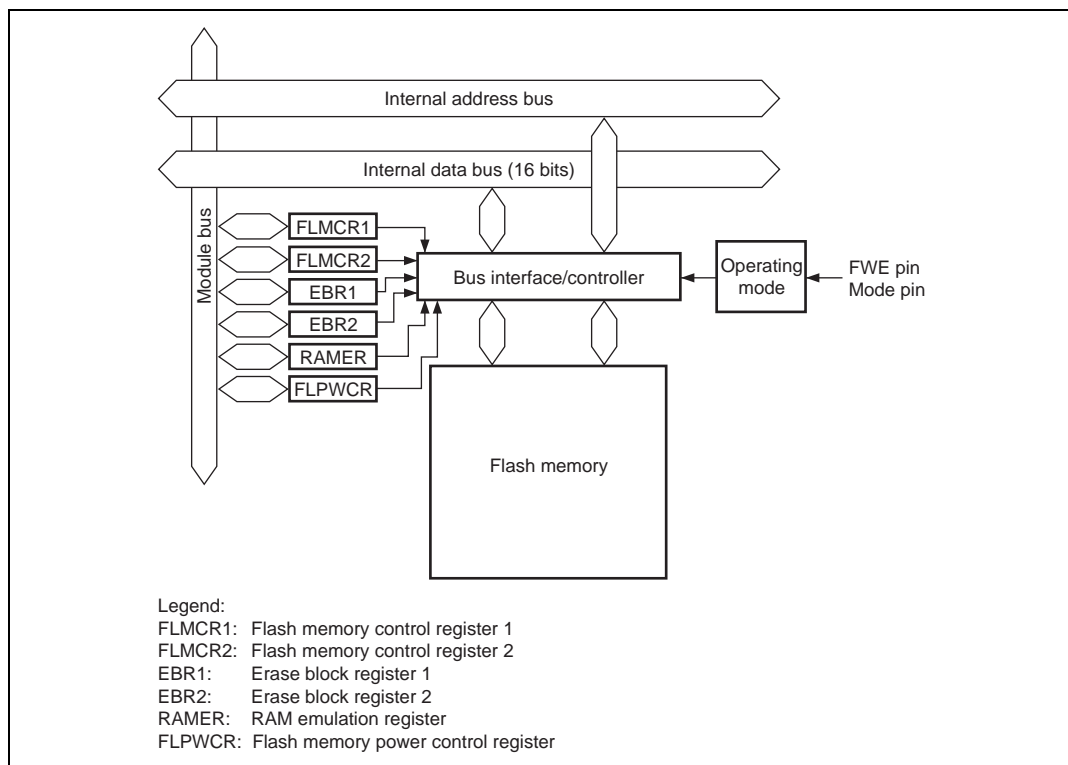 Internal address bus
Internal data bus (16 bits)
Module bus
FLMCR1
FLMCR2
EBR1
EBR2
RAMER
FLPWCR
Bus interface/controller
Operating
mode
FWE pin
Mode pin
Flash memory
Legend:
FLMCR1: Flash memory control register 1
FLMCR2: Flash memory control register 2
EBR1: Erase block register 1
EBR2: Erase block register 2
RAMER: RAM emulation register
FLPWCR: Flash memory power control register